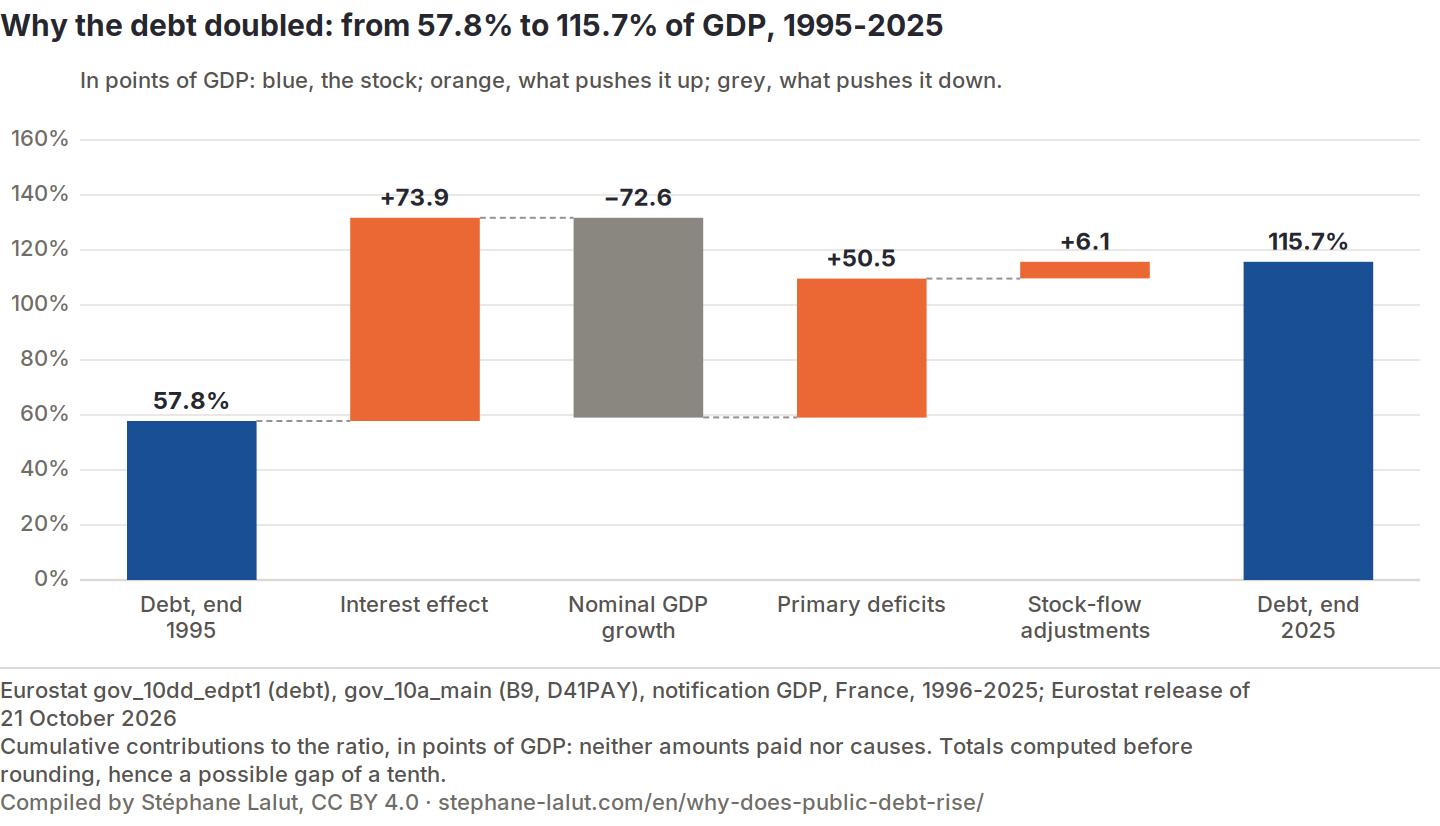 Why the debt doubled: from 57.8% to 115.7% of GDP, 1995-2025
In points of GDP: blue, the stock; orange, what pushes it up; grey, what pushes it down.
160%
140%
120%
100%
80%
60%
40%
20%
0%
57.8%
+73.9
−72.6
+50.5
+6.1
115.7%
Debt, end
1995
Interest effect
Nominal GDP
growth
Primary deficits
Stock-flow
adjustments
Debt, end
2025
Eurostat gov_10dd_edpt1 (debt), gov_10a_main (B9, D41PAY), notification GDP, France, 1996-2025; Eurostat release of
21 October 2026
Cumulative contributions to the ratio, in points of GDP: neither amounts paid nor causes. Totals computed before
rounding, hence a possible gap of a tenth.
Compiled by Stéphane Lalut, CC BY 4.0 · stephane-lalut.com/en/why-does-public-debt-rise/